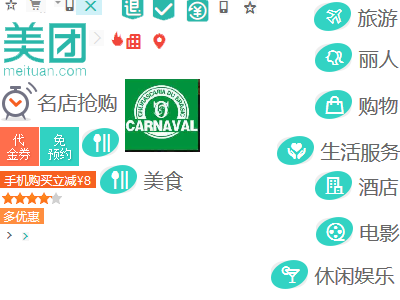 退
美团
meituan.com
名店抢购
代金券
免预约
CHURRASCARIA DO BRASIL
CARNAVAL
手机购买立减¥8
美食
多优惠
旅游
丽人
购物
生活服务
酒店
电影
休闲娱乐